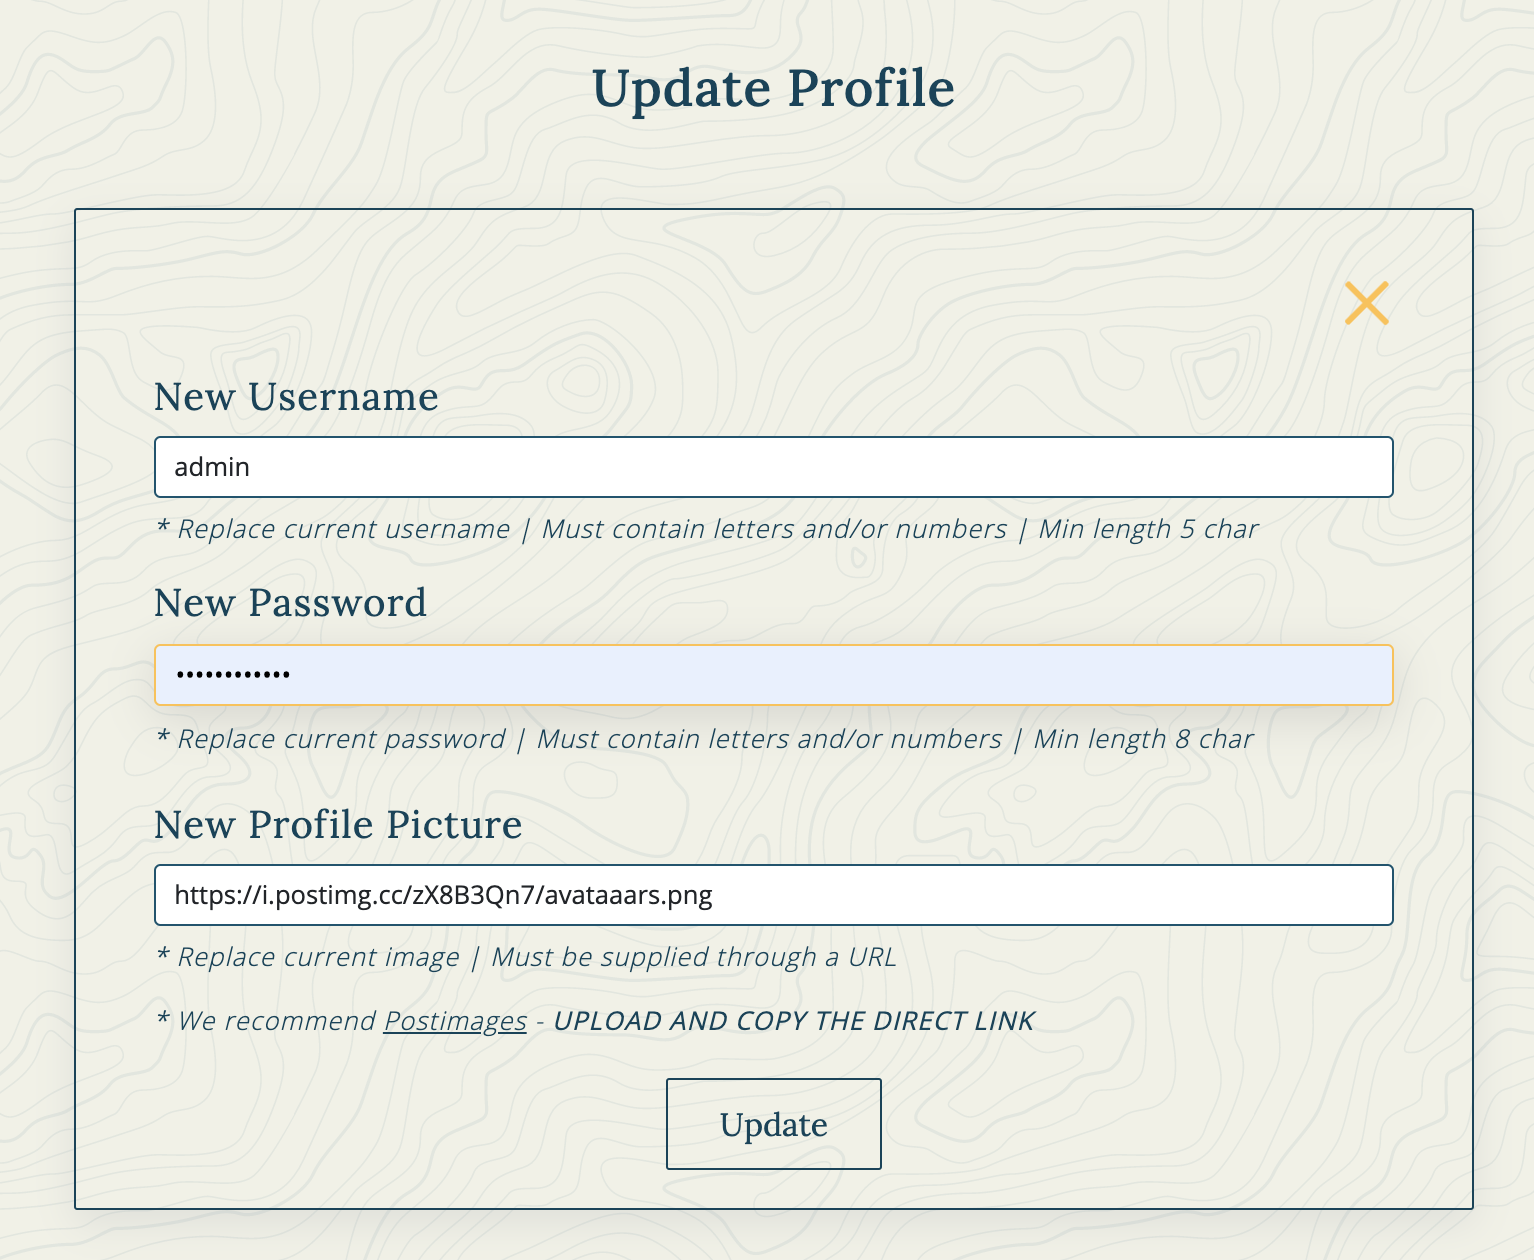 Update Profile
New Username
admin
* Replace current username | Must contain letters and/or numbers | Min length 5 char
New Password
••••••••••••
* Replace current password | Must contain letters and/or numbers | Min length 8 char
New Profile Picture
https://i.postimg.cc/zX8B3Qn7/avataaars.png
* Replace current image | Must be supplied through a URL
* We recommend Postimages - UPLOAD AND COPY THE DIRECT LINK
Update